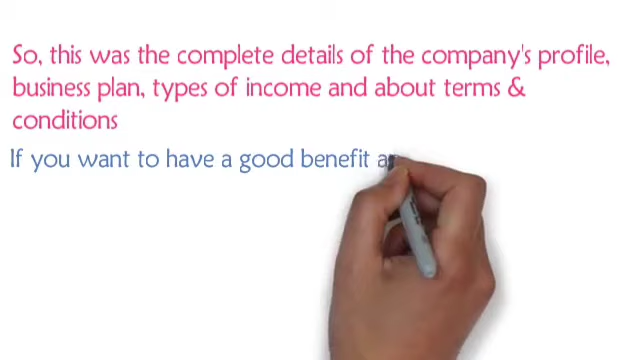 So, this was the complete details of the company's profile,
business plan, types of income and about terms &
conditions
If you want to have a good benefit a